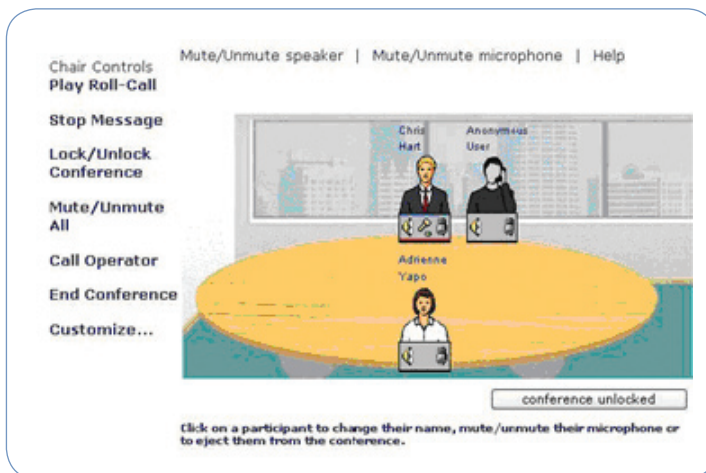 Mute/Unmute speaker | Mute/Unmute microphone | Help
Chair Controls
Play Roll-Call
Stop Message
Lock/Unlock
Conference
Mute/Unmute
All
Call Operator
End Conference
Customize...
Chris
Hart
Anonymous
User
Adrienne
Yapo
conference unlocked
Click on a participant to change their name, mute/unmute their microphone or
to eject them from the conference.